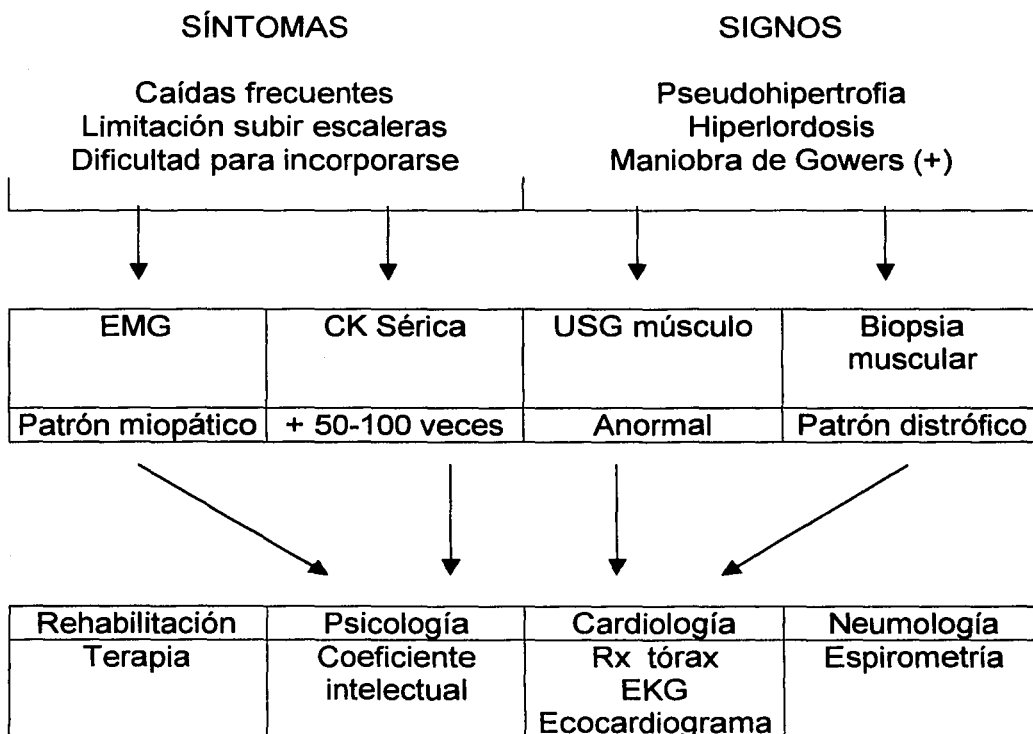 SÍNTOMAS
SIGNOS
Caídas frecuentes
Limitación subir escaleras
Dificultad para incorporarse
Pseudohipertrofia
Hiperlordosis
Maniobra de Gowers (+)
EMG
CK Sérica
USG músculo
Biopsia
muscular
Patrón miopático
+ 50-100 veces
Anormal
Patrón distrófico
Rehabilitación
Psicología
Cardiología
Neumología
Terapia
Coeficiente
intelectual
Rx tórax
EKG
Ecocardiograma
Espirometría